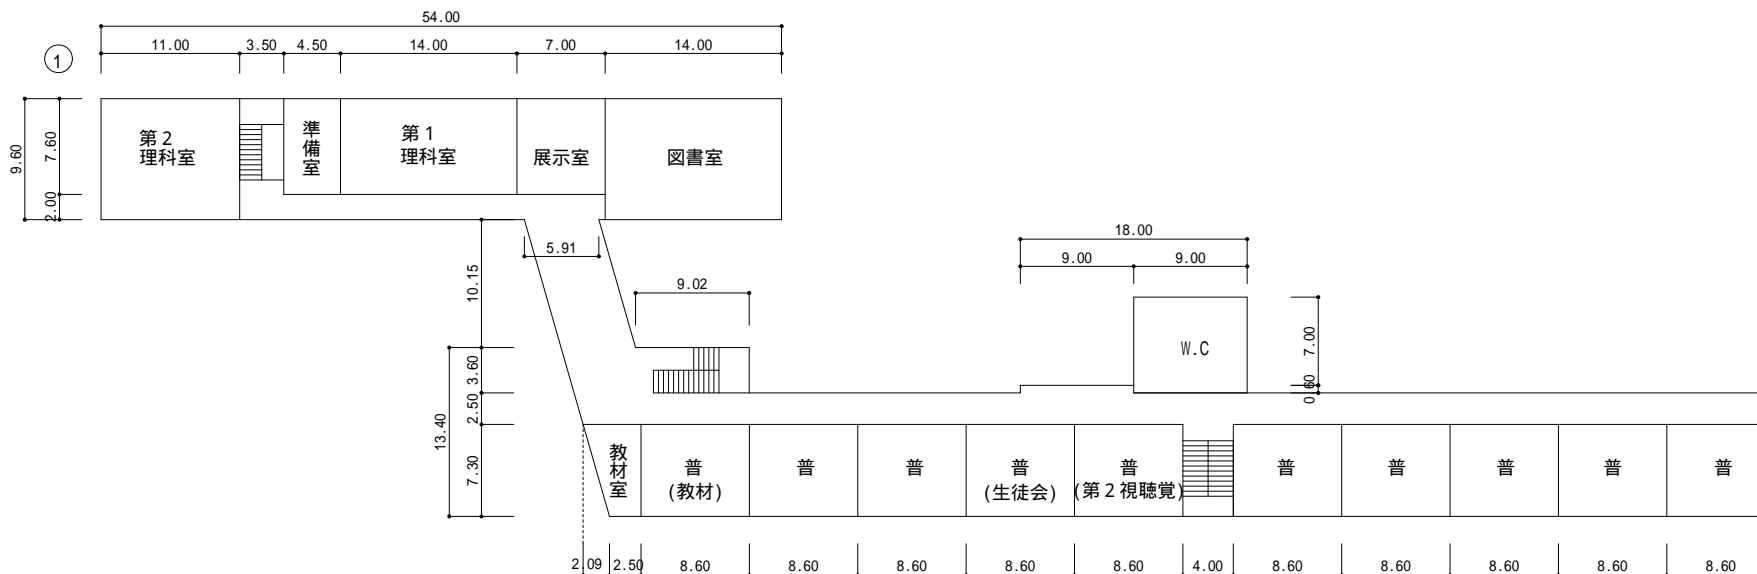 54.00
11.00 3.50 4.50 14.00 7.00 14.00
1
9.60
7.60
2.00
第2
理科室
準備室
第1
理科室
展示室
図書室
5.91
10.15
9.02
18.00
9.00 9.00
W.C
7.00
0.60
13.40
3.60
2.50
7.30
教材室
普
(教材)
普
普
普
(生徒会)
普
(第2視聴覚)
普
普
普
普
普
2.09 2.50 8.60 8.60 8.60 8.60 8.60 4.00 8.60 8.60 8.60 8.60 8.60